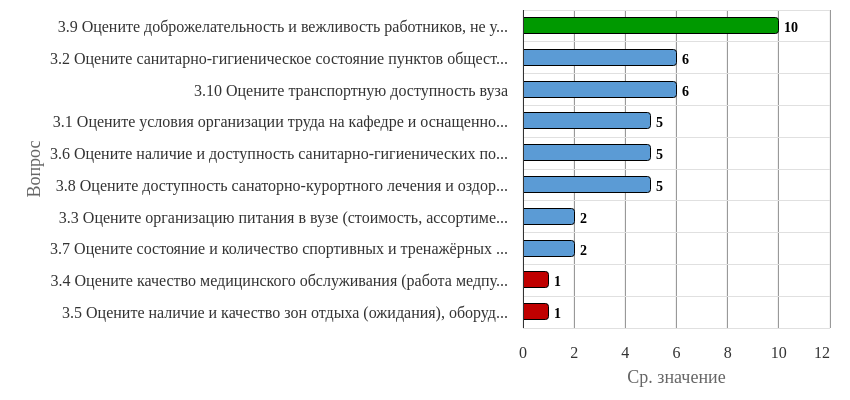 3.9 Оцените доброжелательность и вежливость работников, не у... 10
3.2 Оцените санитарно-гигиеническое состояние пунктов общест... 6
3.10 Оцените транспортную доступность вуза 6
3.1 Оцените условия организации труда на кафедре и оснащенно... 5
3.6 Оцените наличие и доступность санитарно-гигиенических по... 5
3.8 Оцените доступность санаторно-курортного лечения и оздор... 5
3.3 Оцените организацию питания в вузе (стоимость, ассортиме... 2
3.7 Оцените состояние и количество спортивных и тренажёрных ... 2
3.4 Оцените качество медицинского обслуживания (работа медпу... 1
3.5 Оцените наличие и качество зон отдыха (ожидания), оборуд... 1
Вопрос
0 2 4 6 8 10 12
Ср. значение